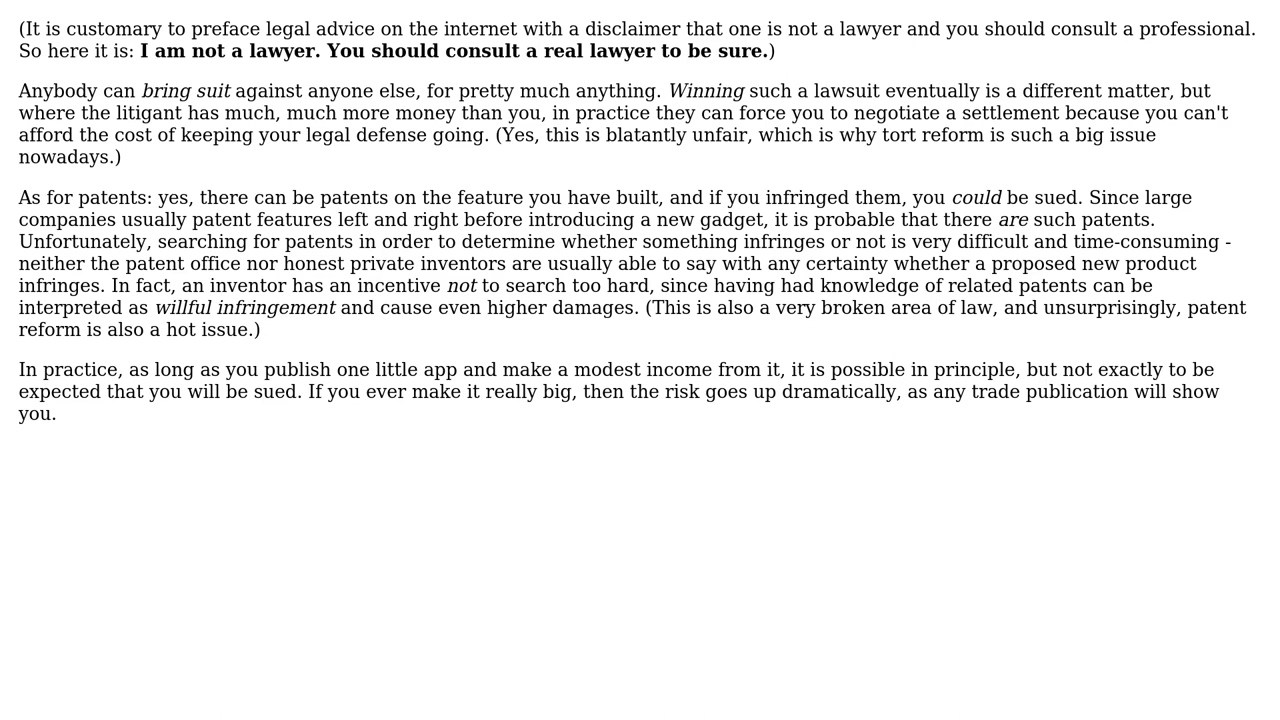 (It is customary to preface legal advice on the internet with a disclaimer that one is not a lawyer and you should consult a professional.
So here it is: I am not a lawyer. You should consult a real lawyer to be sure.)
Anybody can bring suit against anyone else, for pretty much anything. Winning such a lawsuit eventually is a different matter, but
where the litigant has much, much more money than you, in practice they can force you to negotiate a settlement because you can't
afford the cost of keeping your legal defense going. (Yes, this is blatantly unfair, which is why tort reform is such a big issue
nowadays.)
As for patents: yes, there can be patents on the feature you have built, and if you infringed them, you could be sued. Since large
companies usually patent features left and right before introducing a new gadget, it is probable that there are such patents.
Unfortunately, searching for patents in order to determine whether something infringes or not is very difficult and time-consuming -
neither the patent office nor honest private inventors are usually able to say with any certainty whether a proposed new product
infringes. In fact, an inventor has an incentive not to search too hard, since having had knowledge of related patents can be
interpreted as willful infringement and cause even higher damages. (This is also a very broken area of law, and unsurprisingly, patent
reform is also a hot issue.)
In practice, as long as you publish one little app and make a modest income from it, it is possible in principle, but not exactly to be
expected that you will be sued. If you ever make it really big, then the risk goes up dramatically, as any trade publication will show
you.